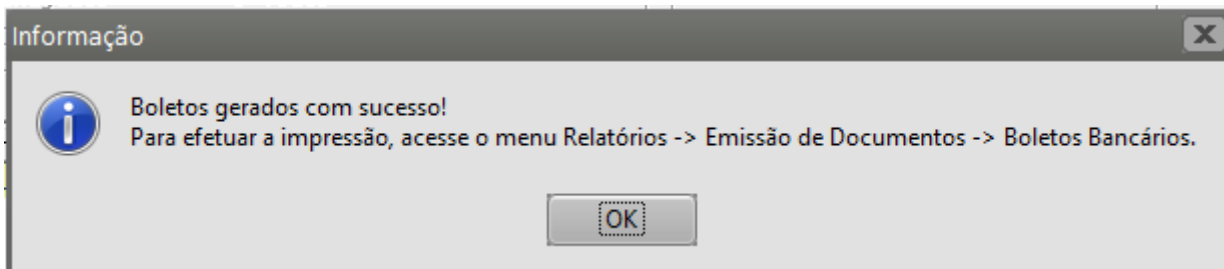 Informação
Boletos gerados com sucesso!
Para efetuar a impressão, acesse o menu Relatórios -> Emissão de Documentos -> Boletos Bancários.
OK